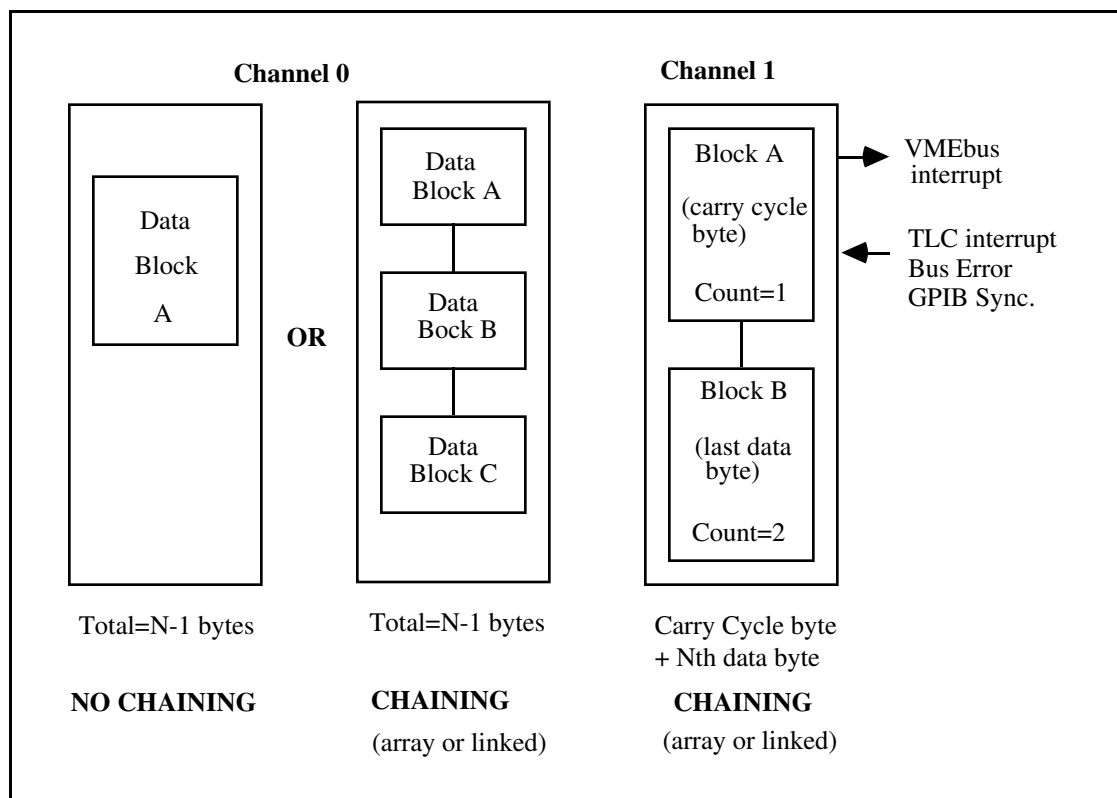 Channel 0
Data
Block
A
Total=N-1 bytes
NO CHAINING
OR
Data
Block A
Data
Bock B
Data
Block C
Total=N-1 bytes
CHAINING
(array or linked)
Channel 1
Block A
(carry cycle
byte)
Count=1
Block B
(last data
byte)
Count=2
VMEbus
interrupt
TLC interrupt
Bus Error
GPIB Sync.
Carry Cycle byte
+ Nth data byte
CHAINING
(array or linked)